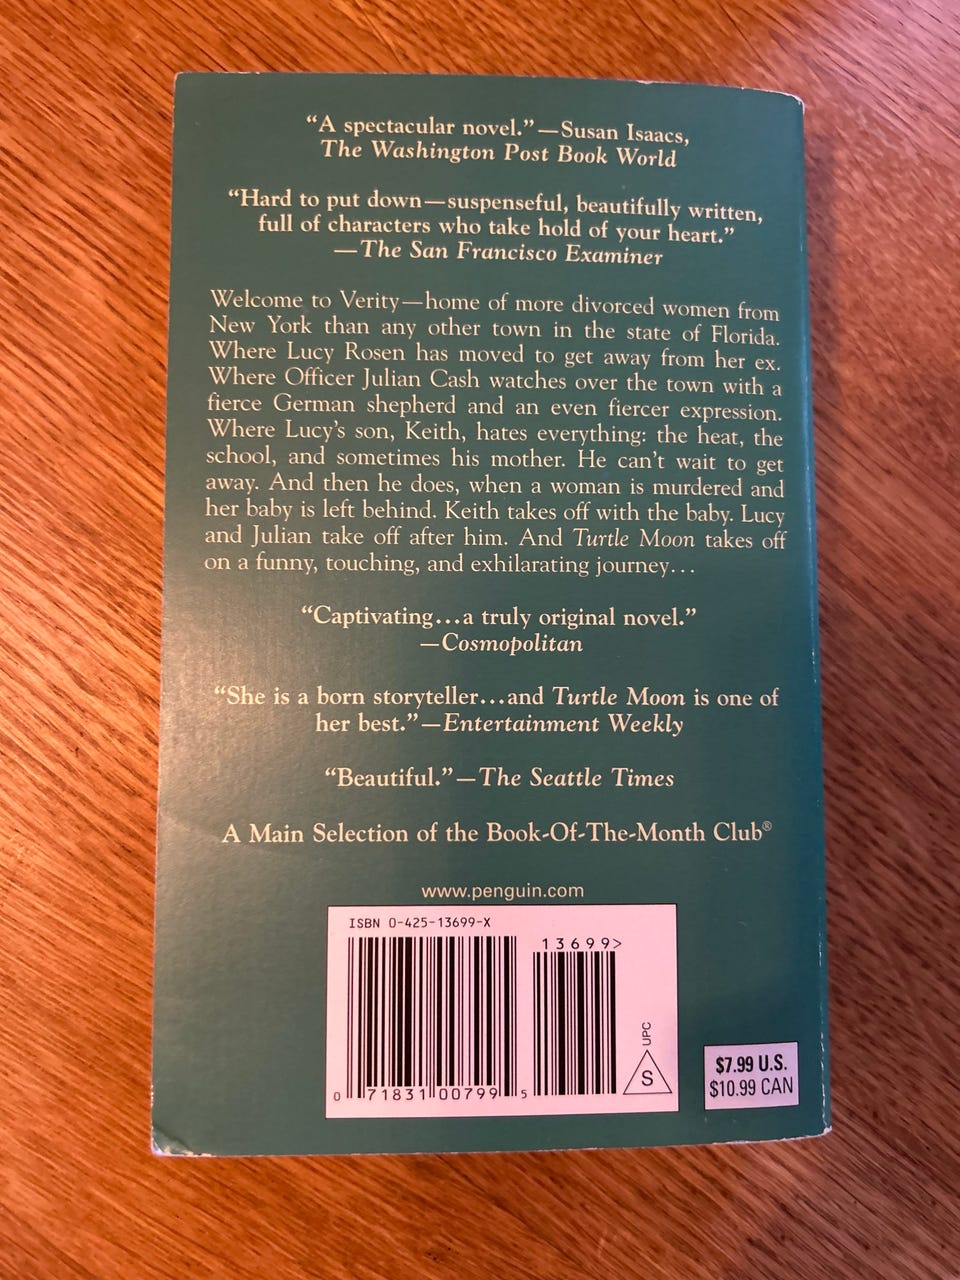 “A spectacular novel.”—Susan Isaacs,
The Washington Post Book World
“Hard to put down—suspenseful, beautifully written,
full of characters who take hold of your heart.”
—The San Francisco Examiner
Welcome to Verity—home of more divorced women from
New York than any other town in the state of Florida.
Where Lucy Rosen has moved to get away from her ex.
Where Officer Julian Cash watches over the town with a
fierce German shepherd and an even fiercer expression.
Where Lucy’s son, Keith, hates everything: the heat, the
school, and sometimes his mother. He can’t wait to get
away. And then he does, when a woman is murdered and
her baby is left behind. Keith takes off with the baby. Lucy
and Julian take off after him. And Turtle Moon takes off
on a funny, touching, and exhilarating journey...
“Captivating...a truly original novel.”
—Cosmopolitan
“She is a born storyteller...and Turtle Moon is one of
her best.”—Entertainment Weekly
“Beautiful.”—The Seattle Times
A Main Selection of the Book-Of-The-Month Club®
www.penguin.com
ISBN 0-425-13699-X
13699>
0 71831 00799 5
UPC
S
$7.99 U.S.
$10.99 CAN